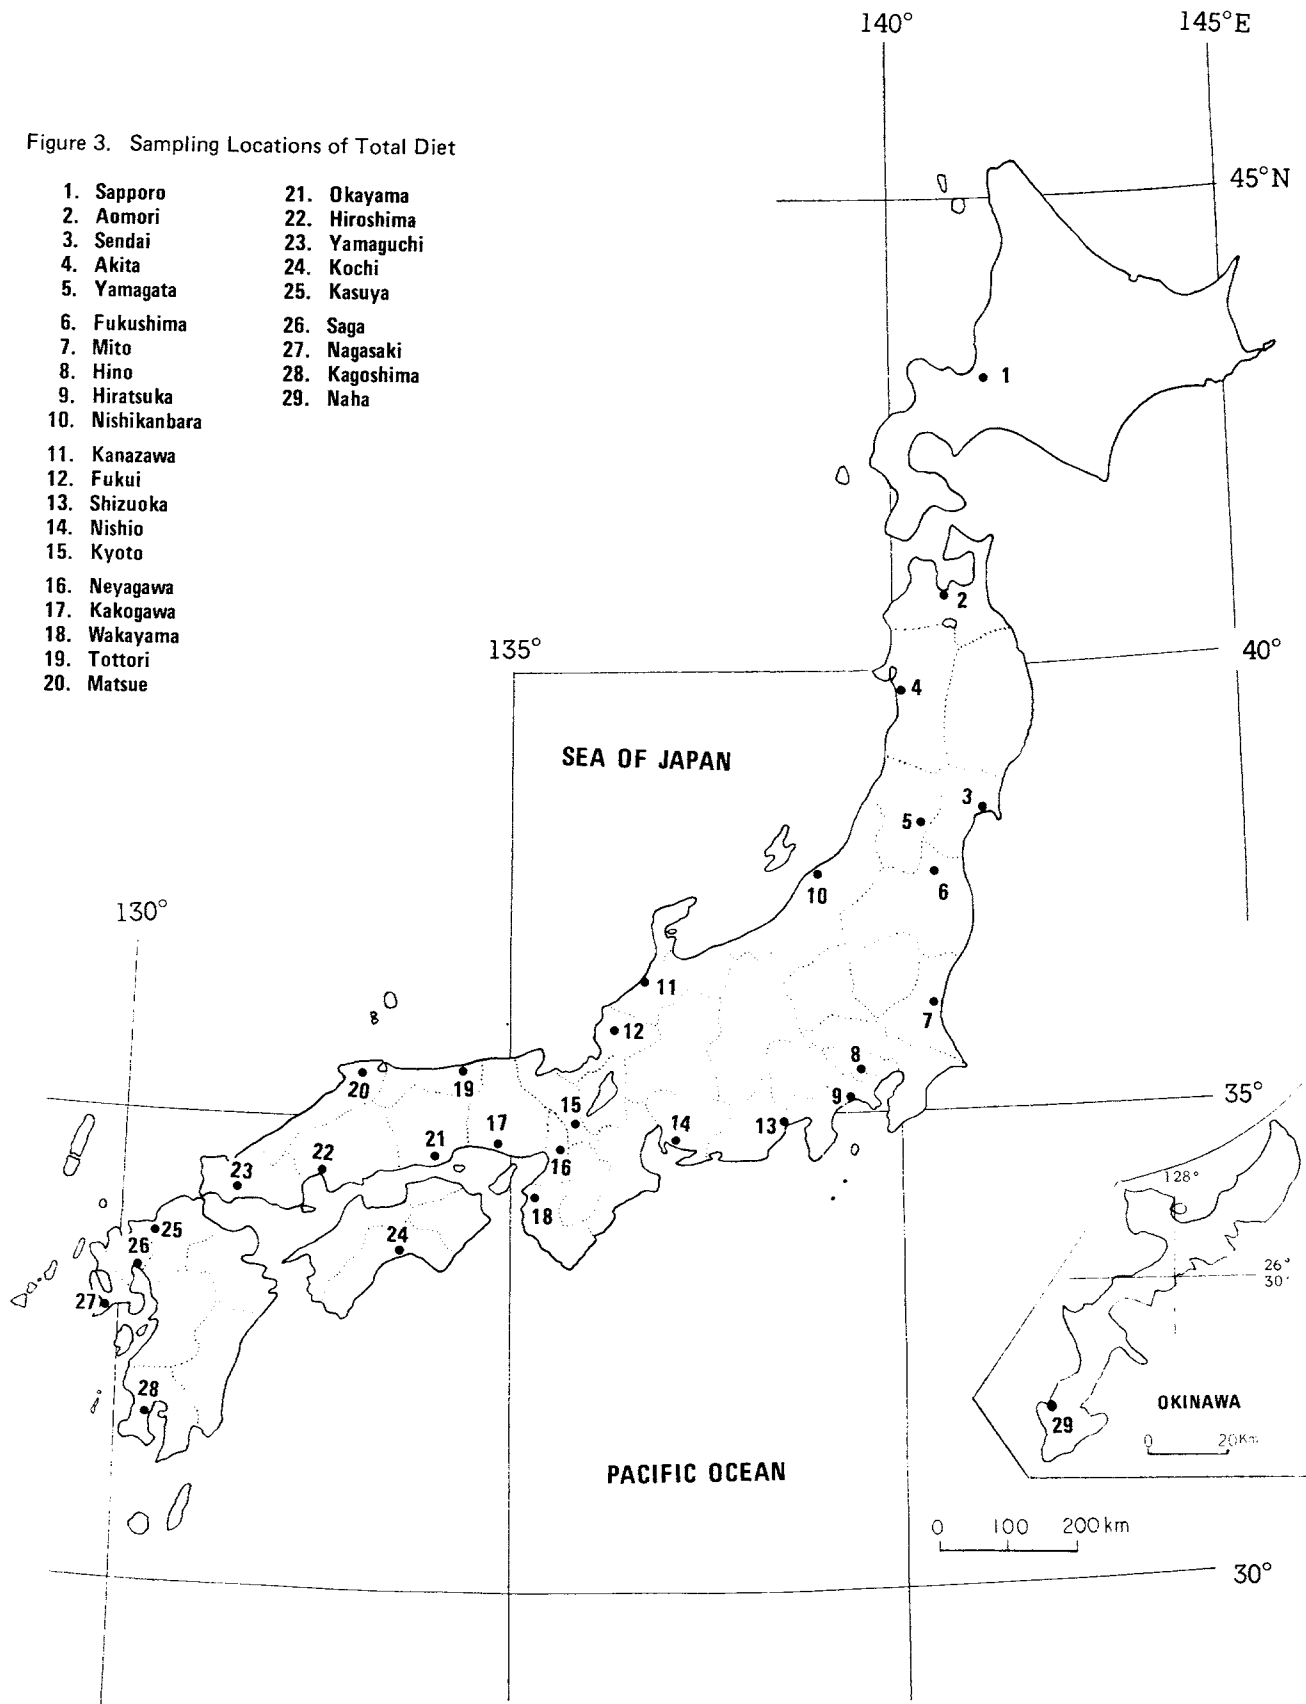 140°
145°E
Figure 3. Sampling Locations of Total Diet
45°N
1. Sapporo
2. Aomori
3. Sendai
4. Akita
5. Yamagata
6. Fukushima
7. Mito
8. Hino
9. Hiratsuka
10. Nishikanbara
11. Kanazawa
12. Fukui
13. Shizuoka
14. Nishio
15. Kyoto
16. Neyagawa
17. Kakogawa
18. Wakayama
19. Tottori
20. Matsue
21. Okayama
22. Hiroshima
23. Yamaguchi
24. Kochi
25. Kasuya
26. Saga
27. Nagasaki
28. Kagoshima
29. Naha
1
2
135°
40°
4
SEA OF JAPAN
3
5
10
6
130°
11
7
12
8
20
19
9
35°
15
17
13
14
21
16
22
23
128°
18
25
24
26
26°
30'
27
28
OKINAWA
29
0 20Km
PACIFIC OCEAN
0 100 200km
30°